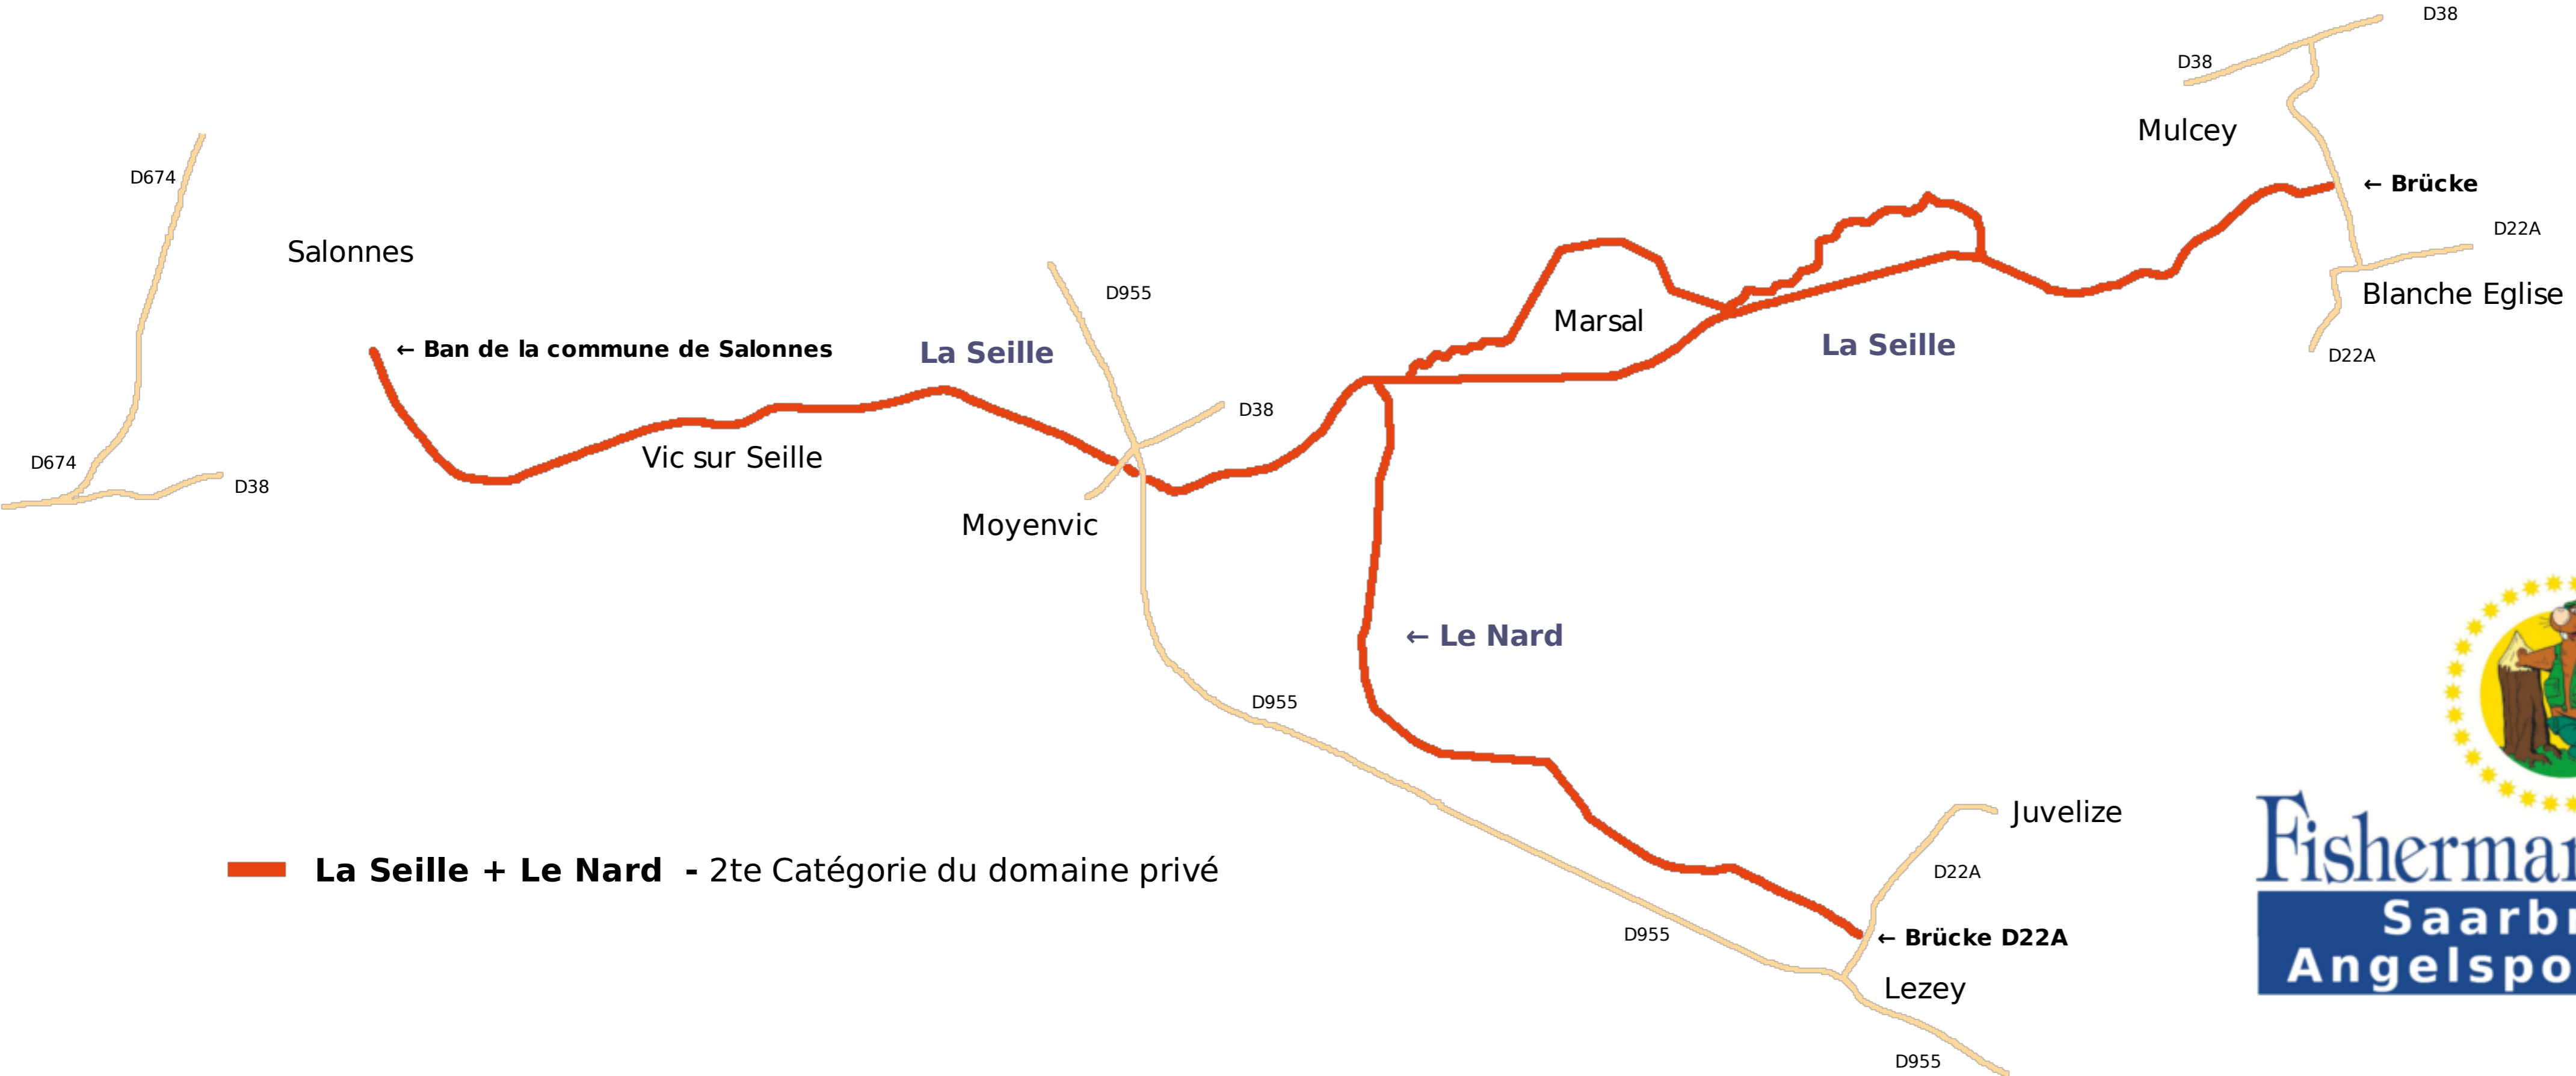 D38
D38
Mulcey
D674
← Brücke
D22A
Salonnes
D955
Blanche Eglise
Marsal
← Ban de la commune de Salonnes
La Seille
La Seille
D22A
D38
Vic sur Seille
D674
D38
Moyenvic
← Le Nard
D955
Juvelize
La Seille + Le Nard - 2te Catégorie du domaine privé
D22A
D955
← Brücke D22A
Lezey
D955